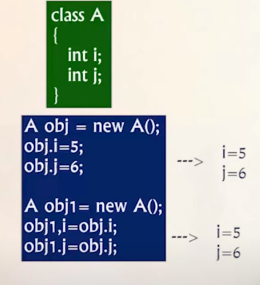 class A
{
int i;
int j;
}
A obj = new A();
obj.i=5;
obj.j=6;
---> i=5
j=6
A obj1= new A();
obj1,i=obj.i;
obj1.j=obj.j;
---> i=5
j=6